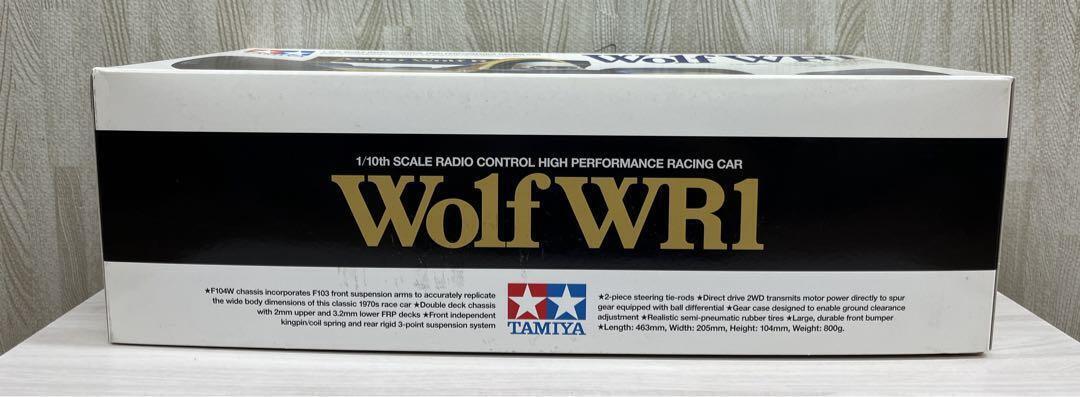 Wolf WR1
1/10th SCALE RADIO CONTROL HIGH PERFORMANCE RACING CAR
Wolf WR1
★F104W chassis incorporates F103 front suspension arms to accurately replicate
the wide body dimensions of this classic 1970s race car ★Double deck chassis
with 2mm upper and 3.2mm lower FRP decks ★Front independent
kingpin/coil spring and rear rigid 3-point suspension system
TAMIYA
★2-piece steering tie-rods ★Direct drive 2WD transmits motor power directly to spur
gear equipped with ball differential ★Gear case designed to enable ground clearance
adjustment ★Realistic semi-pneumatic rubber tires ★Large, durable front bumper
★Length: 463mm, Width: 205mm, Height: 104mm, Weight: 800g.